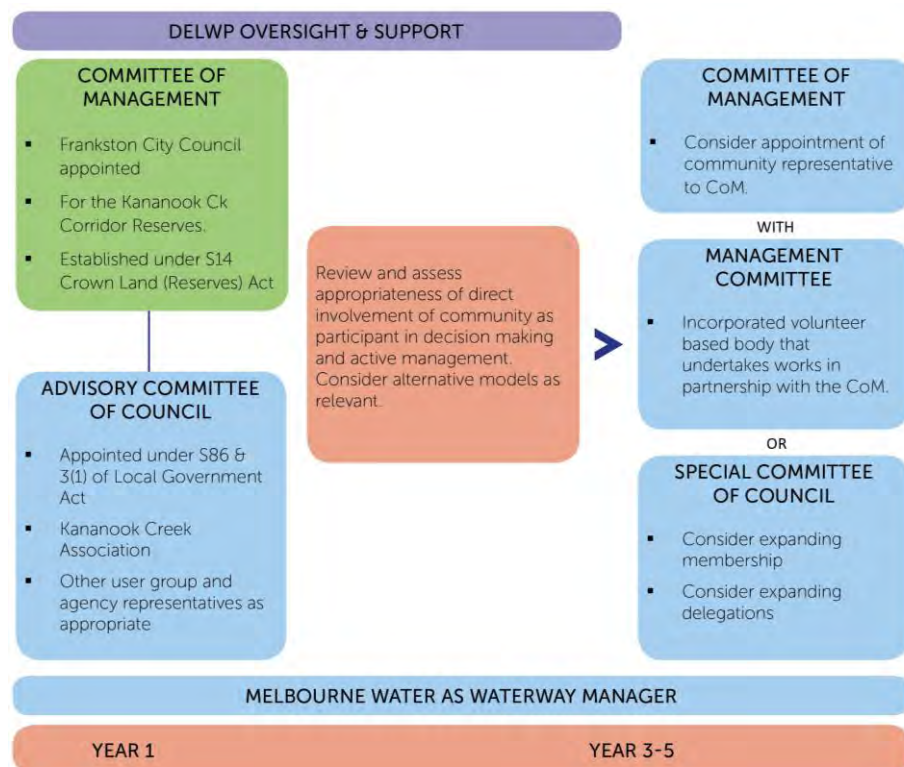 DELWP OVERSIGHT & SUPPORT
COMMITTEE OF
MANAGEMENT
▪ Frankston City Council
appointed
▪ For the Kananook Ck
Corridor Reserves.
▪ Established under S14
Crown Land (Reserves) Act
ADVISORY COMMITTEE
OF COUNCIL
▪ Appointed under S86 &
3(1) of Local Government
Act
▪ Kananook Creek
Association
▪ Other user group and
agency representatives as
appropriate
Review and assess
appropriateness of direct
involvement of community as
participant in decision making
and active management.
Consider alternative models as
relevant.
COMMITTEE OF
MANAGEMENT
▪ Consider appointment of
community representative
to CoM.
WITH
MANAGEMENT
COMMITTEE
▪ Incorporated volunteer
based body that
undertakes works in
partnership with the CoM.
OR
SPECIAL COMMITTEE
OF COUNCIL
▪ Consider expanding
membership
▪ Consider expanding
delegations
MELBOURNE WATER AS WATERWAY MANAGER
YEAR 1 YEAR 3-5